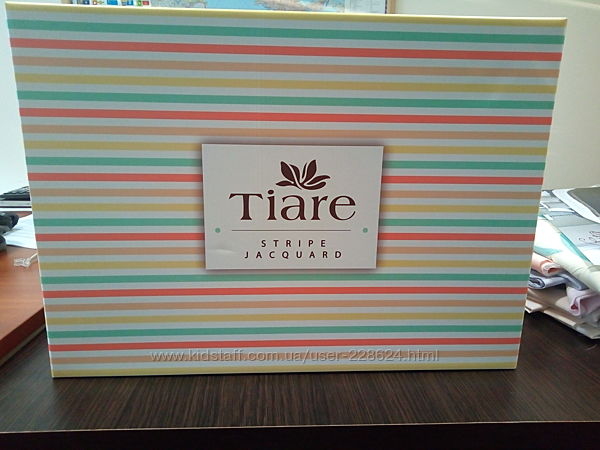 Tiare
STRIPE
JACQUARD
www.kidstaff.com.ua/user-228624.html